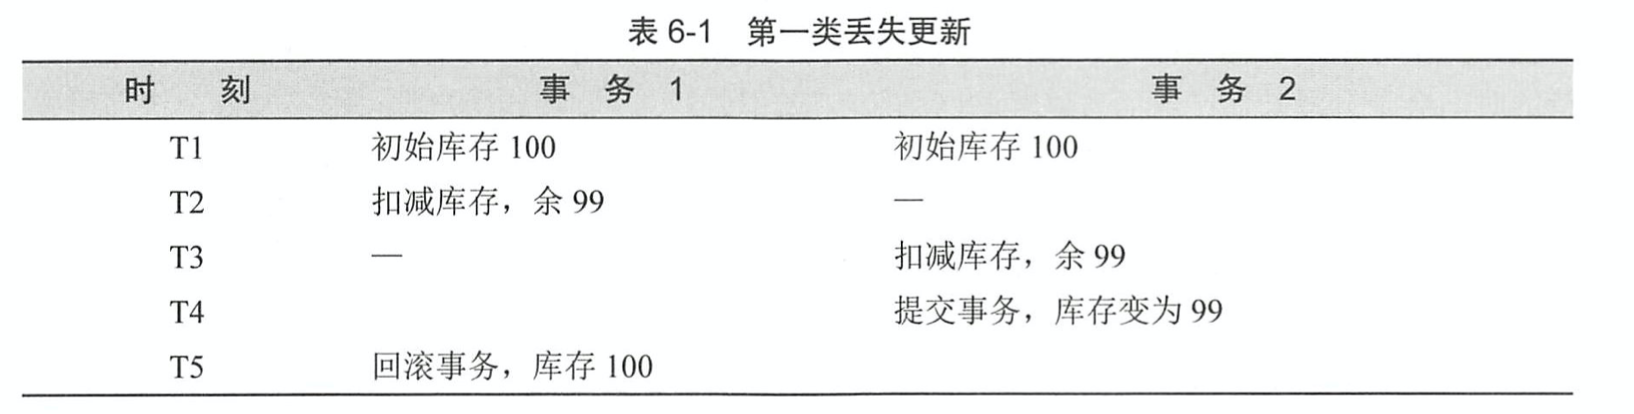 表 6-1 第一类丢失更新
时 刻 事 务 1 事 务 2
T1 初始库存 100 初始库存 100
T2 扣减库存，余 99 —
T3 — 扣减库存，余 99
T4 提交事务，库存变为 99
T5 回滚事务，库存 100